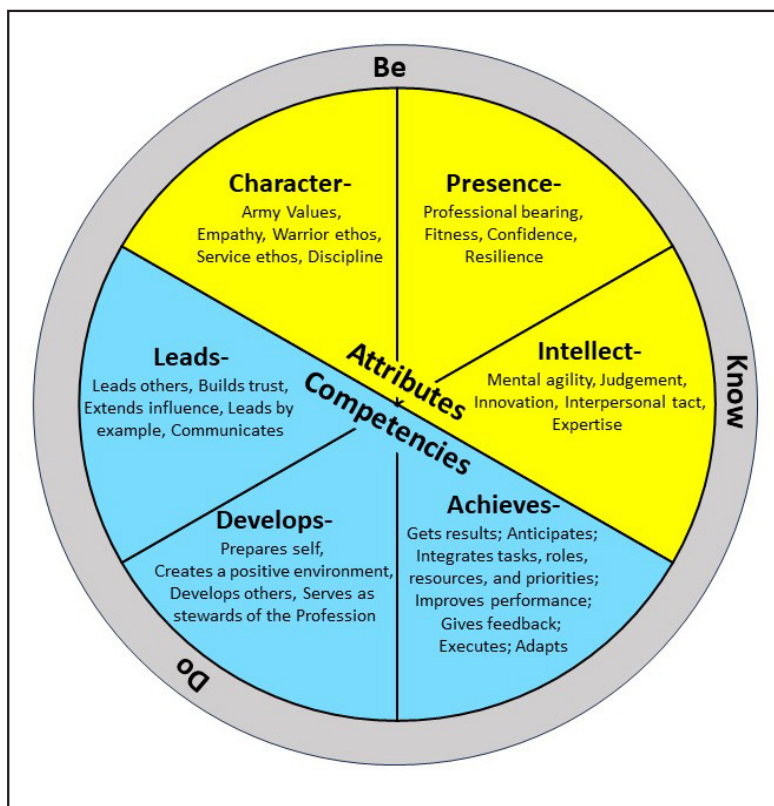 Be
Character-
Army Values,
Empathy, Warrior ethos,
Service ethos, Discipline
Presence-
Professional bearing,
Fitness, Confidence,
Resilience
Intellect-
Mental agility, Judgement,
Innovation, Interpersonal tact,
Expertise
Know
Attributes
Competencies
Leads-
Leads others, Builds trust,
Extends influence, Leads by
example, Communicates
Develops-
Prepares self,
Creates a positive environment,
Develops others, Serves as
stewards of the Profession
Achieves-
Gets results; Anticipates;
Integrates tasks, roles,
resources, and priorities;
Improves performance;
Gives feedback;
Executes; Adapts
Do